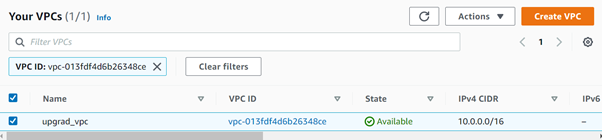 Your VPCs (1/1) Info
Actions
Create VPC
Filter VPCs
1
VPC ID: vpc-013fdf4d6b26348ce
Clear filters
Name VPC ID State IPv4 CIDR IPv6
upgrad_vpc vpc-013fdf4d6b26348ce Available 10.0.0.0/16 –